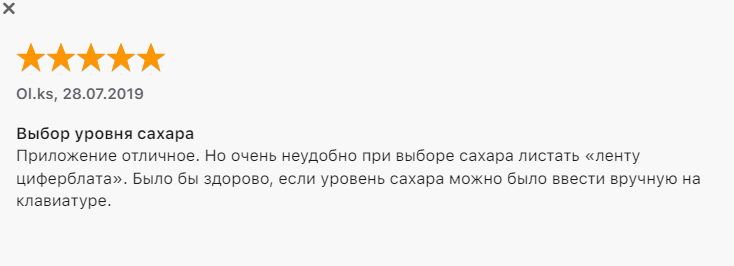 Ol.ks, 28.07.2019
Выбор уровня сахара
Приложение отличное. Но очень неудобно при выборе сахара листать «ленту
циферблата». Было бы здорово, если уровень сахара можно было ввести вручную на
клавиатуре.